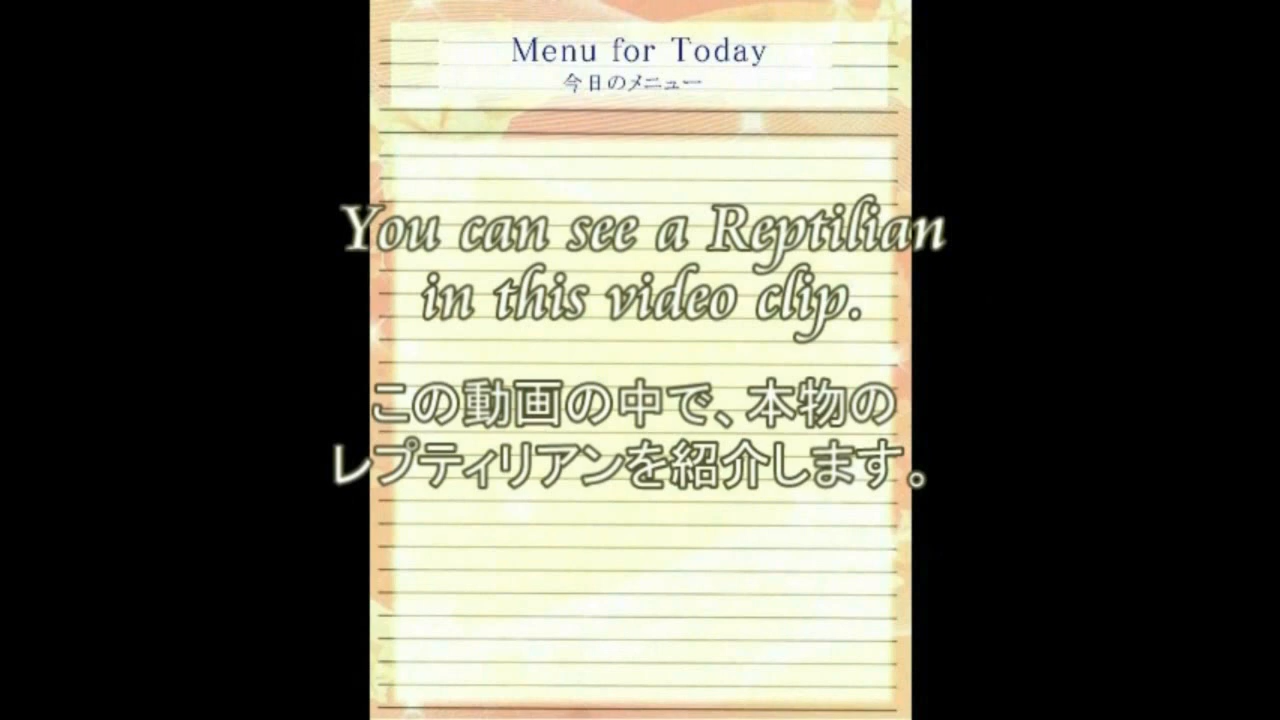 Menu for Today
今日のメニュー
You can see a Reptilian
in this video clip.
この動画の中で、本物の
レプティリアンを紹介します。